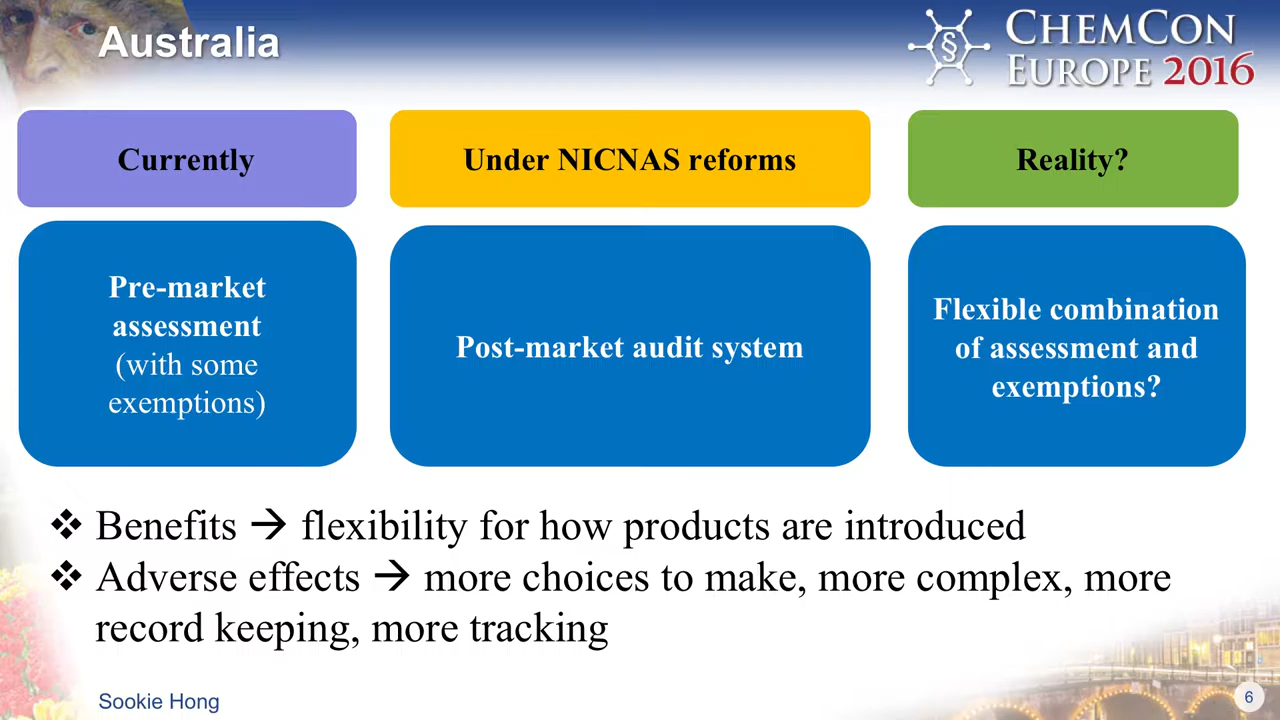 Australia
§
CHEMCON
EUROPE 2016
Currently
Under NICNAS reforms
Reality?
Pre-market
assessment
(with some
exemptions)
Post-market audit system
Flexible combination
of assessment and
exemptions?
❖ Benefits → flexibility for how products are introduced
❖ Adverse effects → more choices to make, more complex, more
record keeping, more tracking
Sookie Hong
6